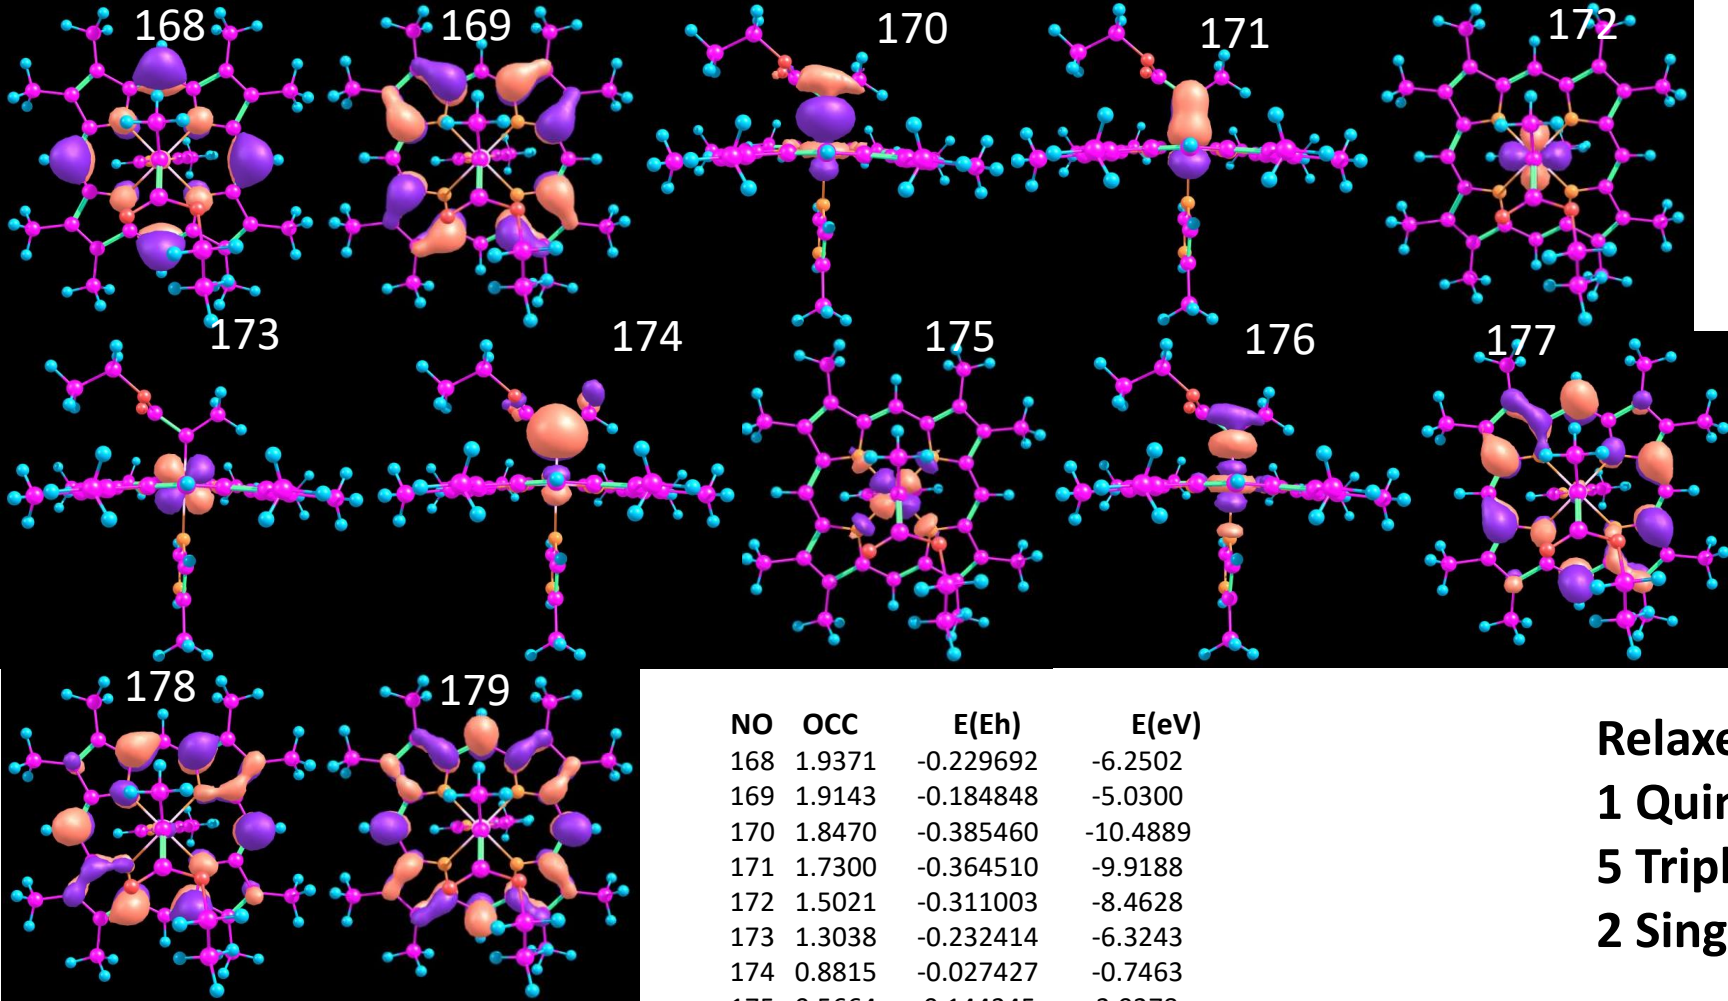 168 169 170 171 172
173 174 175 176 177
178 179
NO OCC E(Eh) E(eV)
168 1.9371 -0.229692 -6.2502
169 1.9143 -0.184848 -5.0300
170 1.8470 -0.385460 -10.4889
171 1.7300 -0.364510 -9.9188
172 1.5021 -0.311003 -8.4628
173 1.3038 -0.232414 -6.3243
174 0.8815 -0.027427 -0.7463
1
5
2